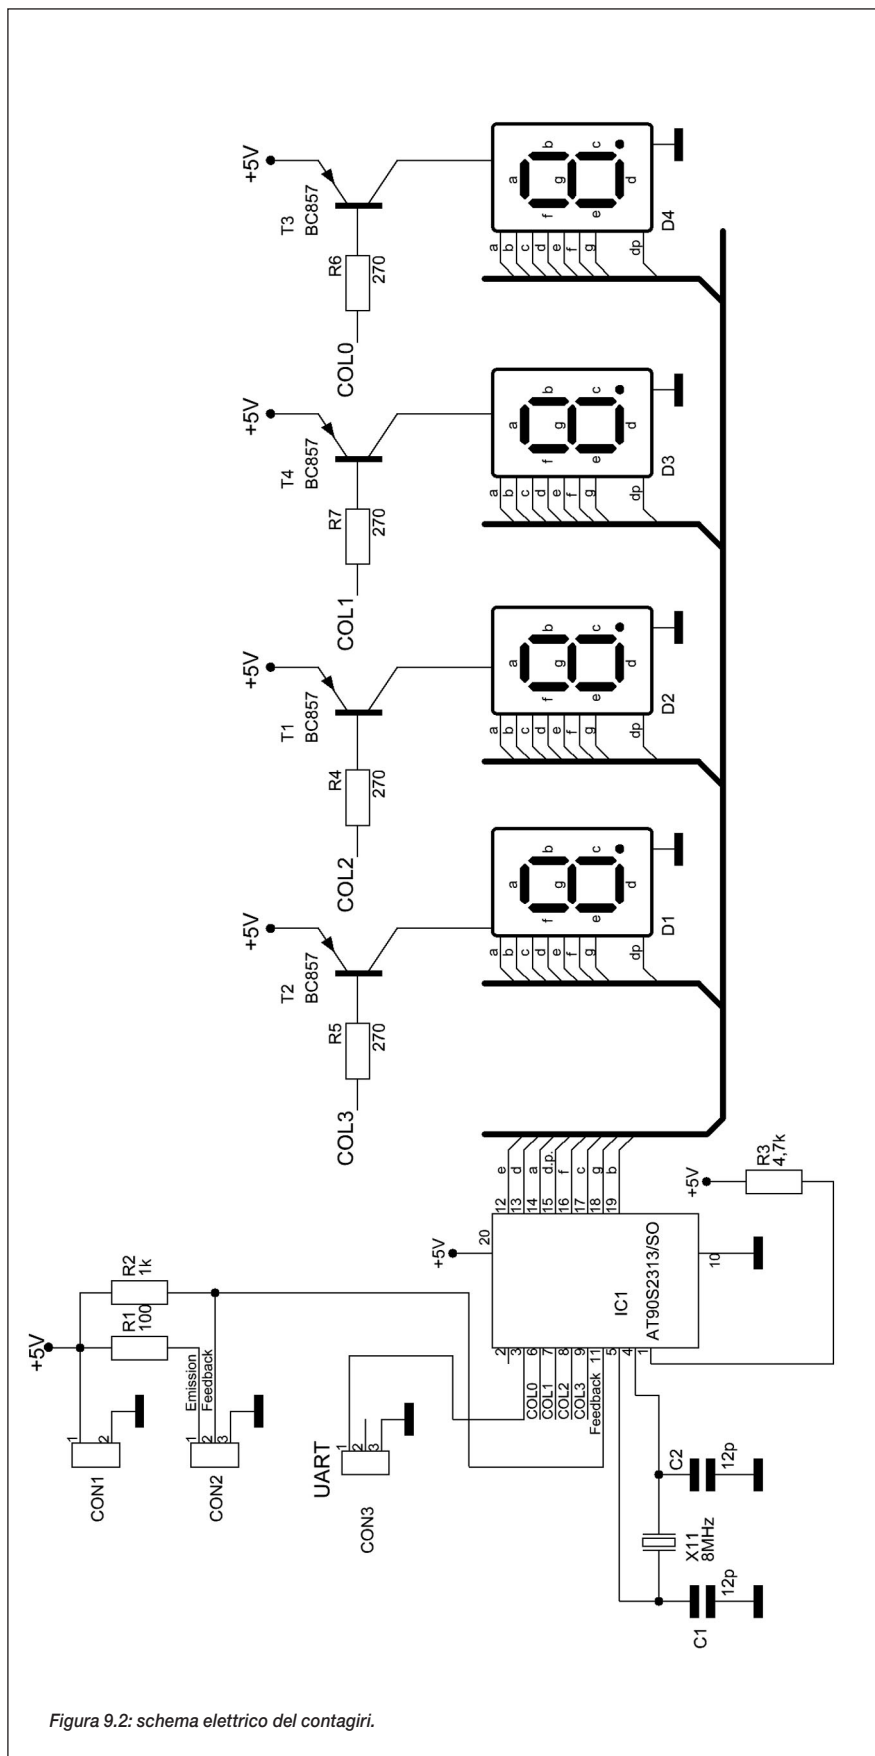 +5V
T3
BC857
R6
270
COL0
a
b
c
d
e
f
g
dp
a
b
c
d
e
f
g
D4
+5V
T4
BC857
R7
270
COL1
a
b
c
d
e
f
g
dp
a
b
c
d
e
f
g
D3
+5V
T1
BC857
R4
270
COL2
a
b
c
d
e
f
g
dp
a
b
c
d
e
f
g
D2
+5V
T2
BC857
R5
270
COL3
a
b
c
d
e
f
g
dp
a
b
c
d
e
f
g
D1
+5V
R2
1k
R1
100
Emission
Feedback
1
2
CON1
1
2
3
CON2
UART
1
2
3
CON3
+5V
20
12 e
13 d
14 a
15 d.p.
16 f
17 c
18 g
19 b
2
3
6 COL0
7 COL1
8 COL2
9 COL3
11 Feedback
5
4
1
10
IC1
AT90S2313/SO
+5V
R3
4,7k
C2
12p
X11
8MHz
C1
12p
Figura 9.2: schema elettrico del contagiri.